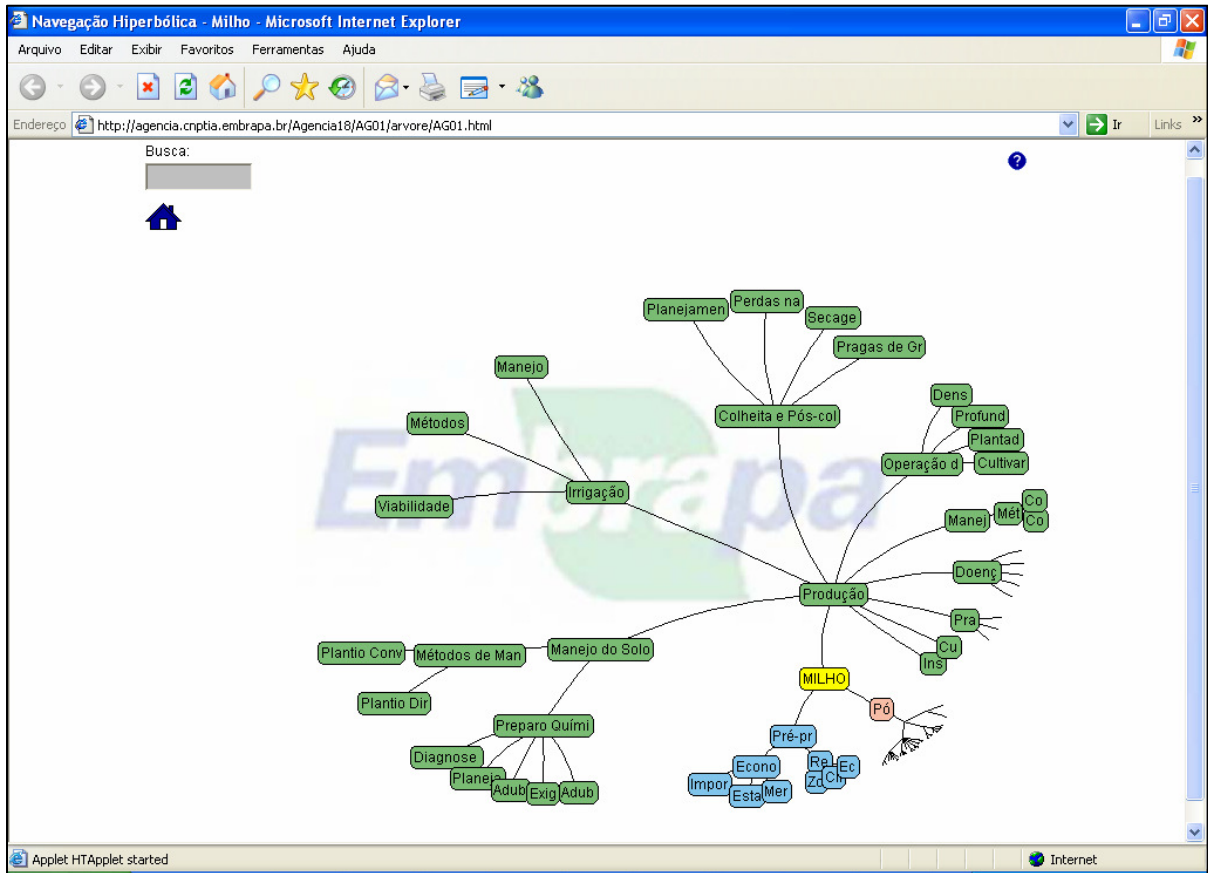 Navegação Hiperbólica - Milho - Microsoft Internet Explorer
Arquivo Editar Exibir Favoritos Ferramentas Ajuda
Endereço http://agencia.cnptia.embrapa.br/Agencia18/AG01/arvore/AG01.html Ir Links »
Busca:
?
Planejamen
Perdas na
Secage
Pragas de Gr
Manejo
Dens
Métodos
Colheita e Pós-col
Profund
Plantad
Operação d
Cultivar
Irrigação
Viabilidade
Embrapa
Co
Mét
Manej
Co
Doenç
Produção
Pra
Cu
Ins
Manejo do Solo
Plantio Conv
Métodos de Man
MILHO
Plantio Dir
Pó
Preparo Quími
Pré-pr
Diagnose
Econo
Re
Ec
Planeja
Impor
Zo
Ch
Adub
Exig
Adub
Esta
Mer
Applet HTApplet started Internet